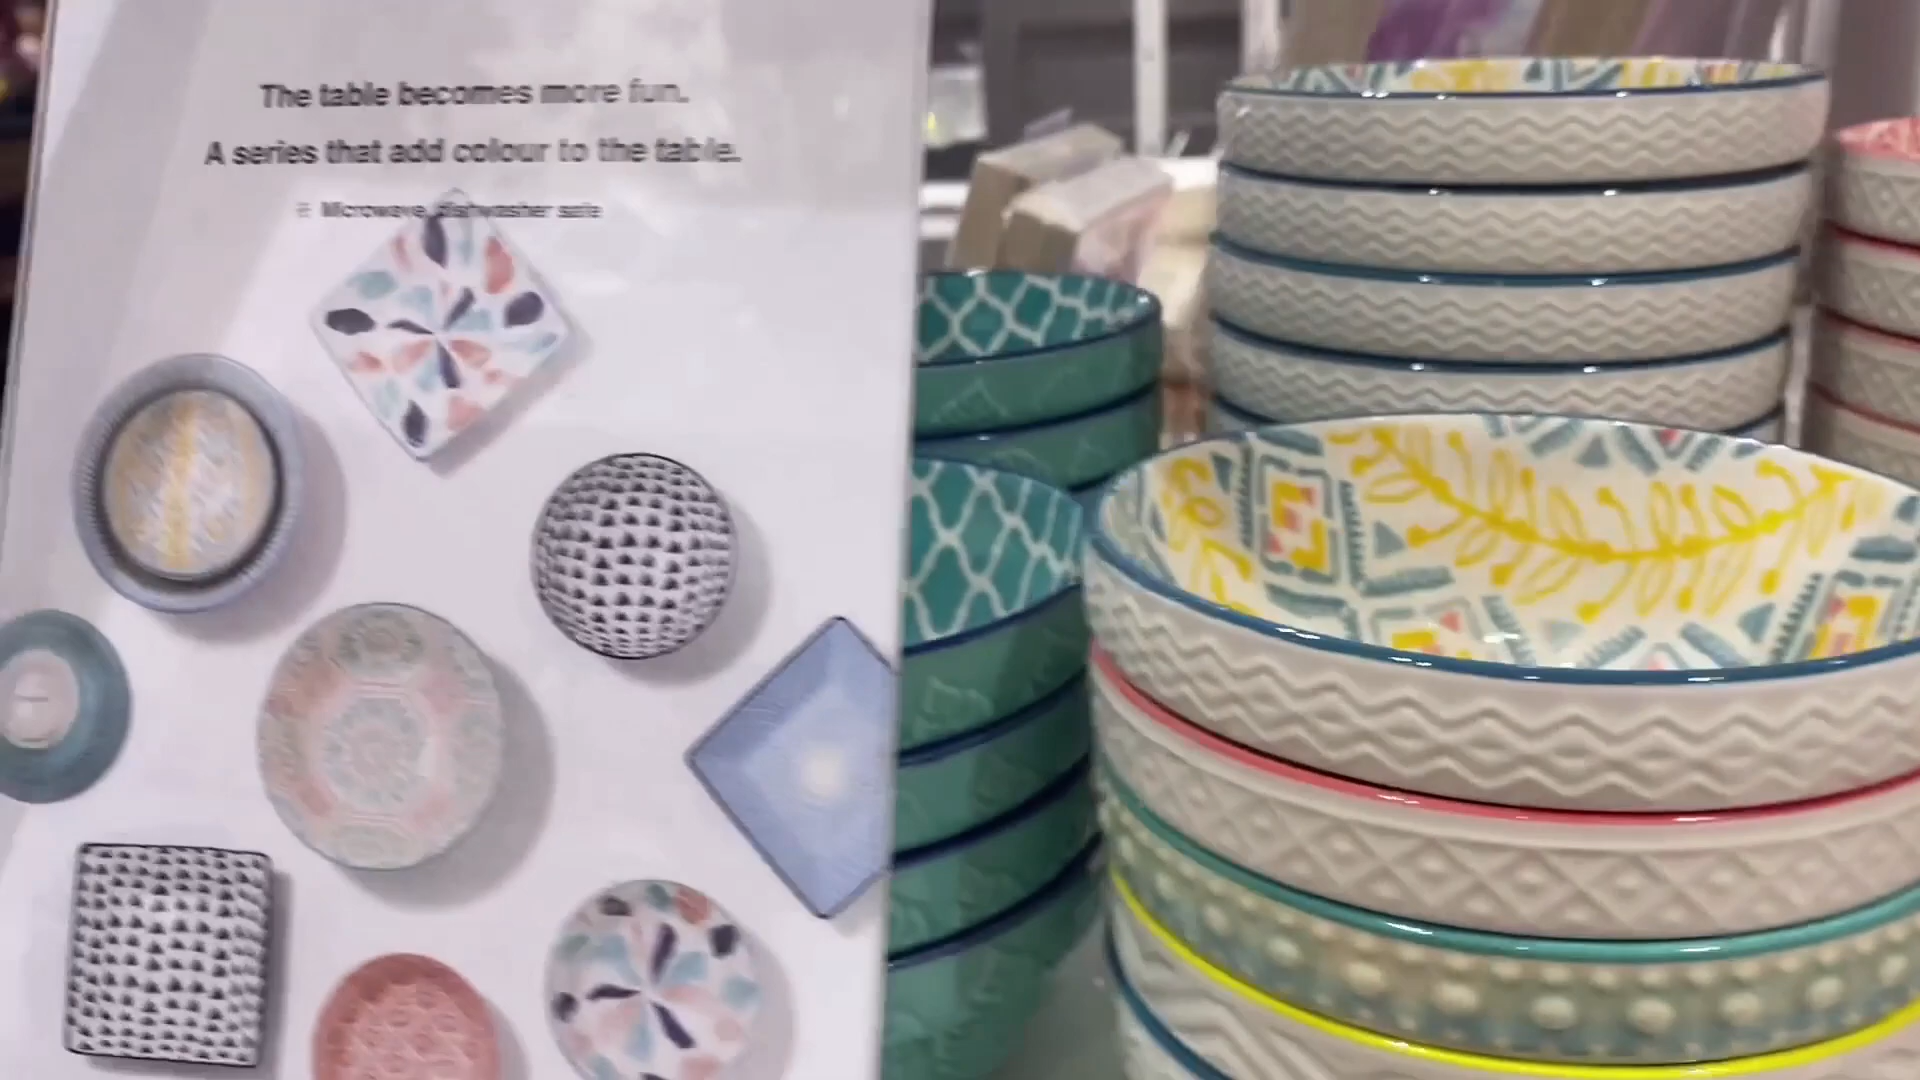 The table becomes more fun.
A series that add colour to the table.
Microwave, dishwasher safe